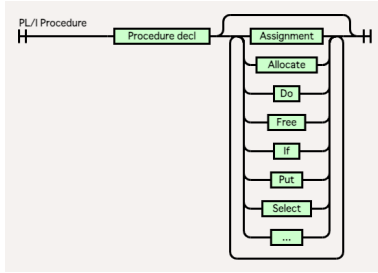 PL/I Procedure
Procedure decl
Assignment
Allocate
Do
Free
If
Put
Select
...